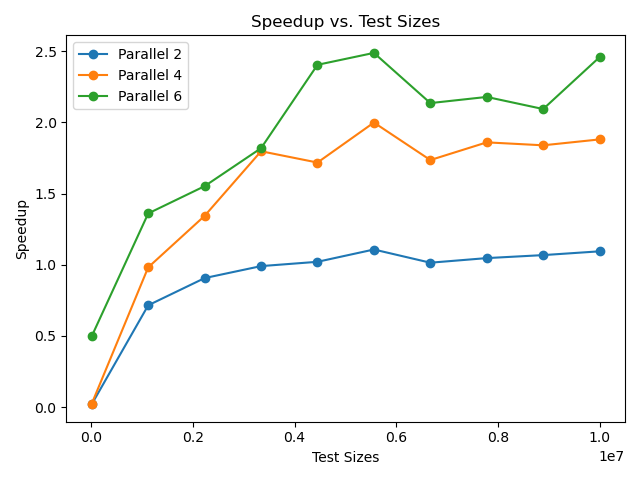 Speedup vs. Test Sizes
Parallel 2
Parallel 4
Parallel 6
2.5
2.0
1.5
1.0
0.5
0.0
Speedup
0.0 0.2 0.4 0.6 0.8 1.0
1e7
Test Sizes